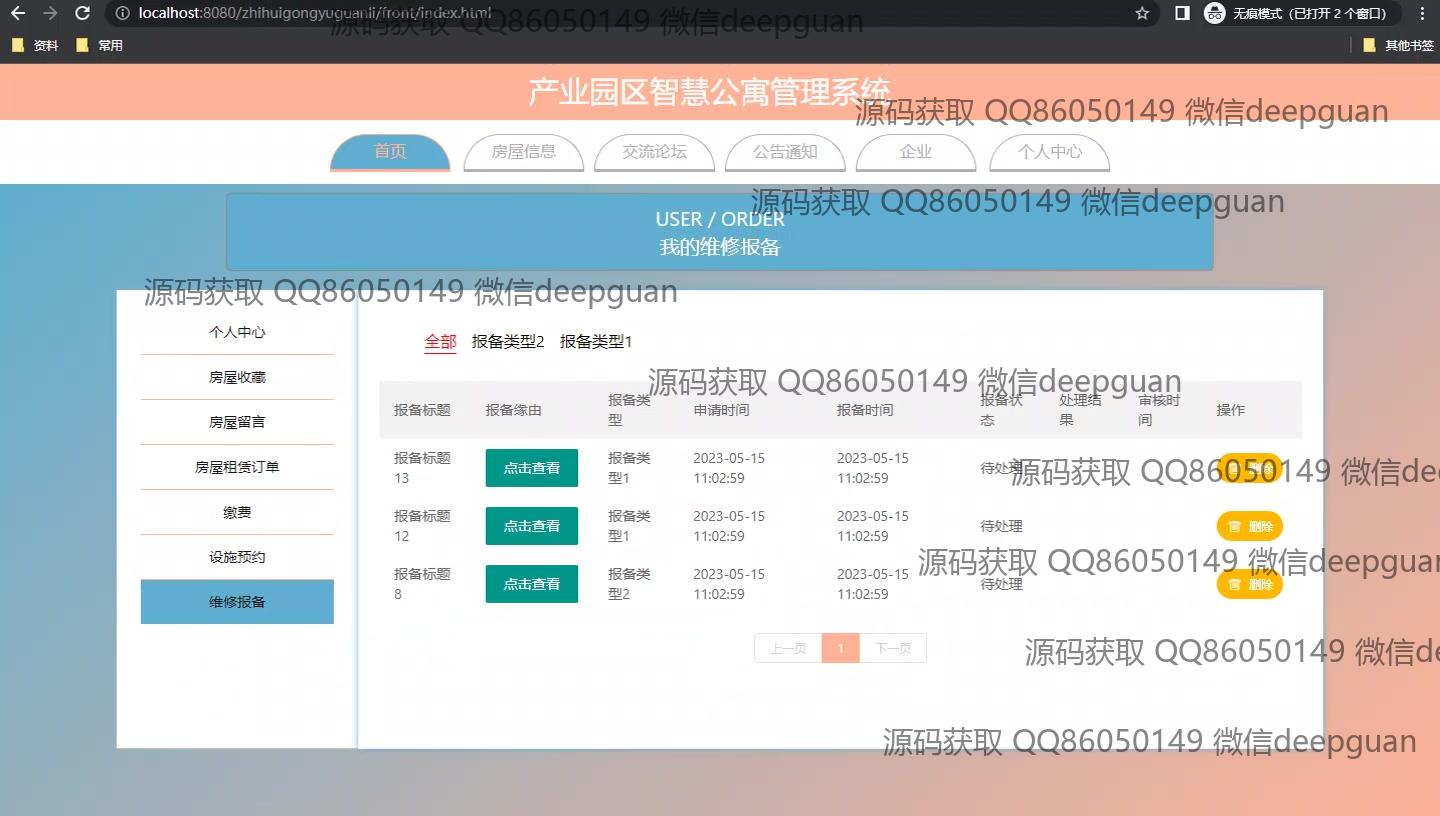 localhost:8080/zhihuigongyuguanli/front/index.html
无痕模式（已打开 2 个窗口）
源码获取 QQ86050149 微信deepguan
资料
常用
其他书签
产业园区智慧公寓管理系统
源码获取 QQ86050149 微信deepguan
首页
房屋信息
交流论坛
公告通知
企业
个人中心
源码获取 QQ86050149 微信deepguan
USER / ORDER
我的维修报备
源码获取 QQ86050149 微信deepguan
个人中心
房屋收藏
房屋留言
房屋租赁订单
缴费
设施预约
维修报备
全部 报备类型2 报备类型1
源码获取 QQ86050149 微信deepguan
报备标题
报备缘由
报备类
型
申请时间
报备时间
报备状
态
处理结
果
审核时
间
操作
报备标题
13
点击查看
报备类
型1
2023-05-15
11:02:59
2023-05-15
11:02:59
待处理
删除
源码获取 QQ86050149 微信dee
报备标题
12
点击查看
报备类
型1
2023-05-15
11:02:59
2023-05-15
11:02:59
待处理
删除
源码获取 QQ86050149 微信deepguan
报备标题
8
点击查看
报备类
型2
2023-05-15
11:02:59
2023-05-15
11:02:59
待处理
删除
上一页
1
下一页
源码获取 QQ86050149 微信de
源码获取 QQ86050149 微信deepguan